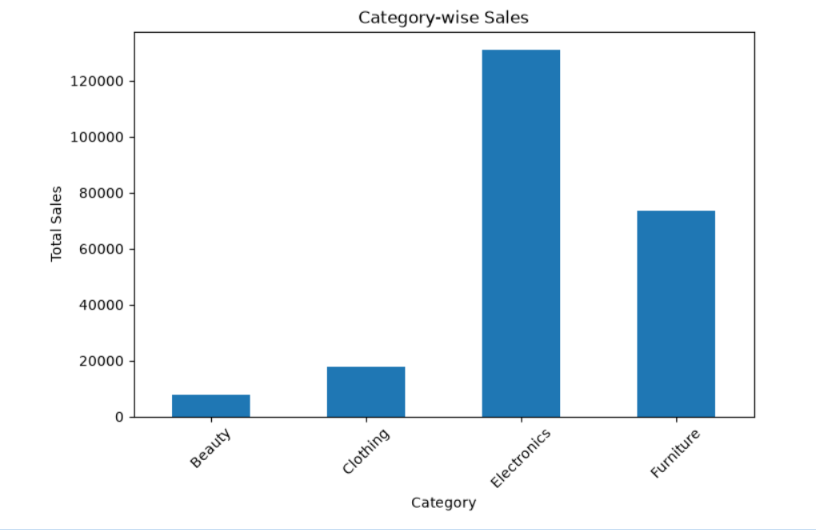 Category-wise Sales
120000
100000
80000
60000
40000
20000
0
Total Sales
Beauty
Clothing
Electronics
Furniture
Category